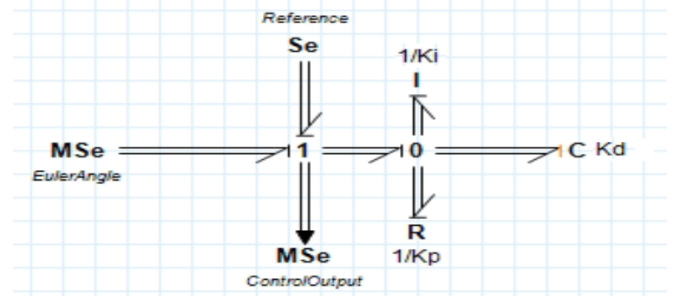 Reference
Se
1/Ki
I
MSe 1 0 C Kd
EulerAngle
R
MSe 1/Kp
ControlOutput